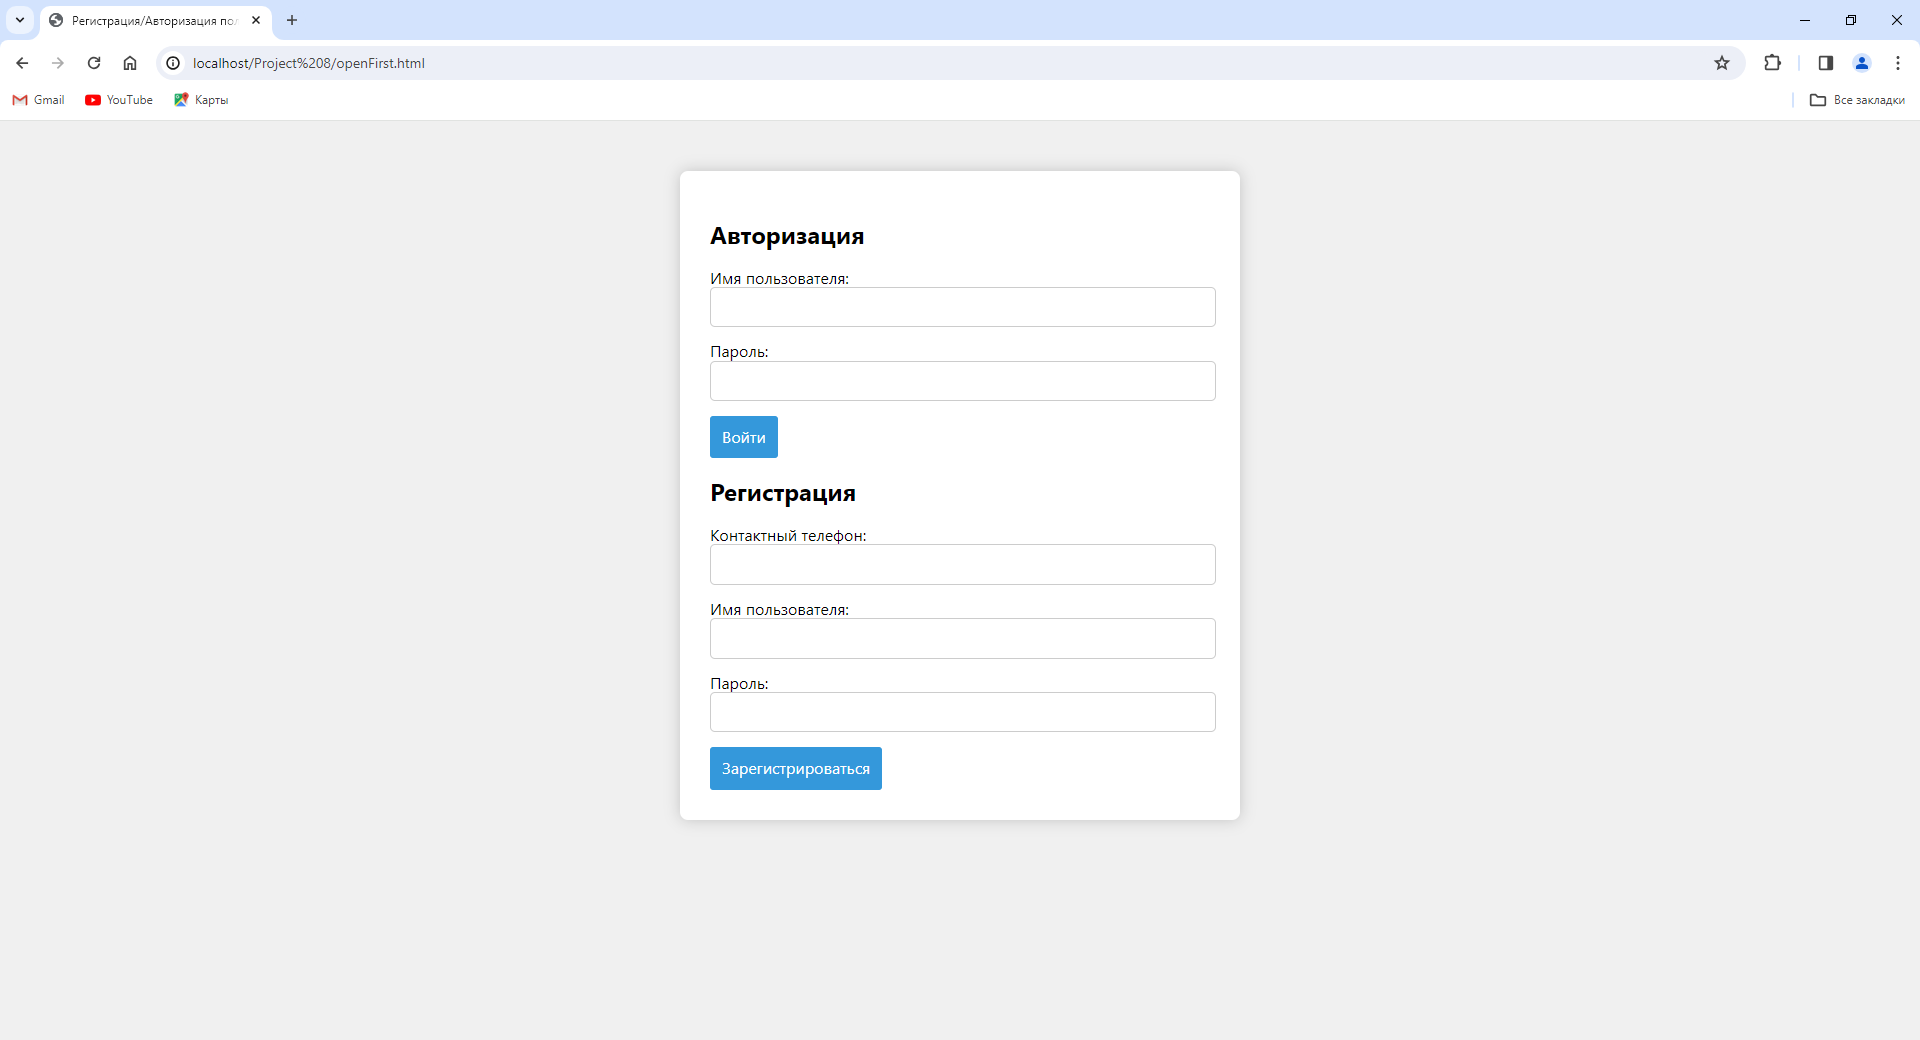 Регистрация/Авторизация пол
localhost/Project%208/openFirst.html
Gmail YouTube Карты Все закладки
Авторизация
Имя пользователя:
Пароль:
Войти
Регистрация
Контактный телефон:
Имя пользователя:
Пароль:
Зарегистрироваться